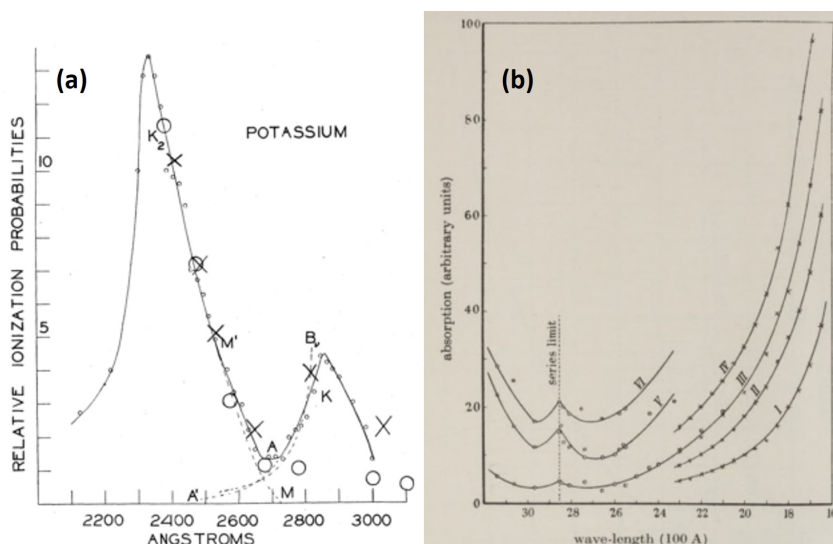 (a)
POTASSIUM
RELATIVE IONIZATION PROBABILITIES
10
5
K2
M'
A
B,
K
A'
M
2200
2400
2600
2800
3000
ANGSTROMS
(b)
absorption (arbitrary units)
100
80
60
40
20
0
series limit
VI
V
IV
III
II
I
30
28
26
24
22
20
18
16
wave-length (100 A)